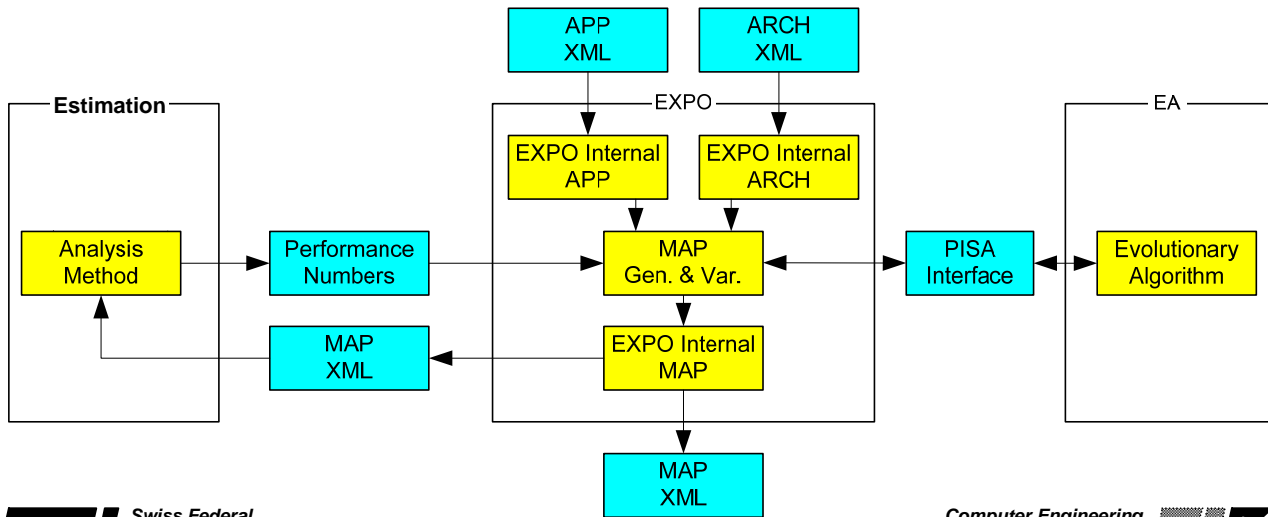 APP
XML
ARCH
XML
Estimation
EXPO
EA
EXPO Internal
APP
EXPO Internal
ARCH
Analysis
Method
Performance
Numbers
MAP
Gen. & Var.
PISA
Interface
Evolutionary
Algorithm
MAP
XML
EXPO Internal
MAP
MAP
XML
Swiss Federal
Computer Engineering